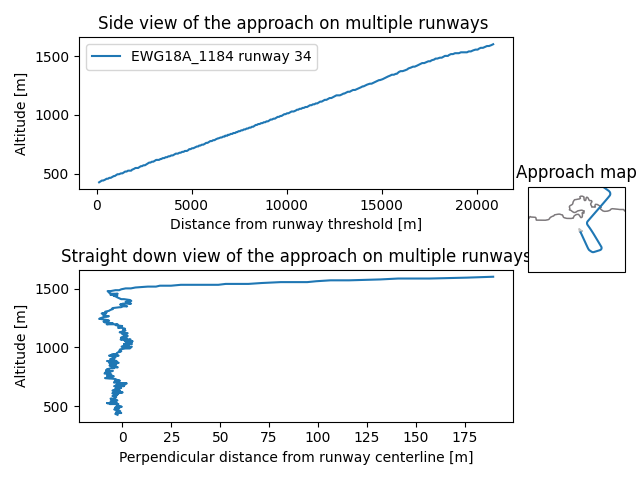 Side view of the approach on multiple runways
EWG18A_1184 runway 34
1500
1000
500
Altitude [m]
0 5000 10000 15000 20000
Distance from runway threshold [m]
Approach map
Straight down view of the approach on multiple runways
1500
1000
500
Altitude [m]
0 25 50 75 100 125 150 175
Perpendicular distance from runway centerline [m]